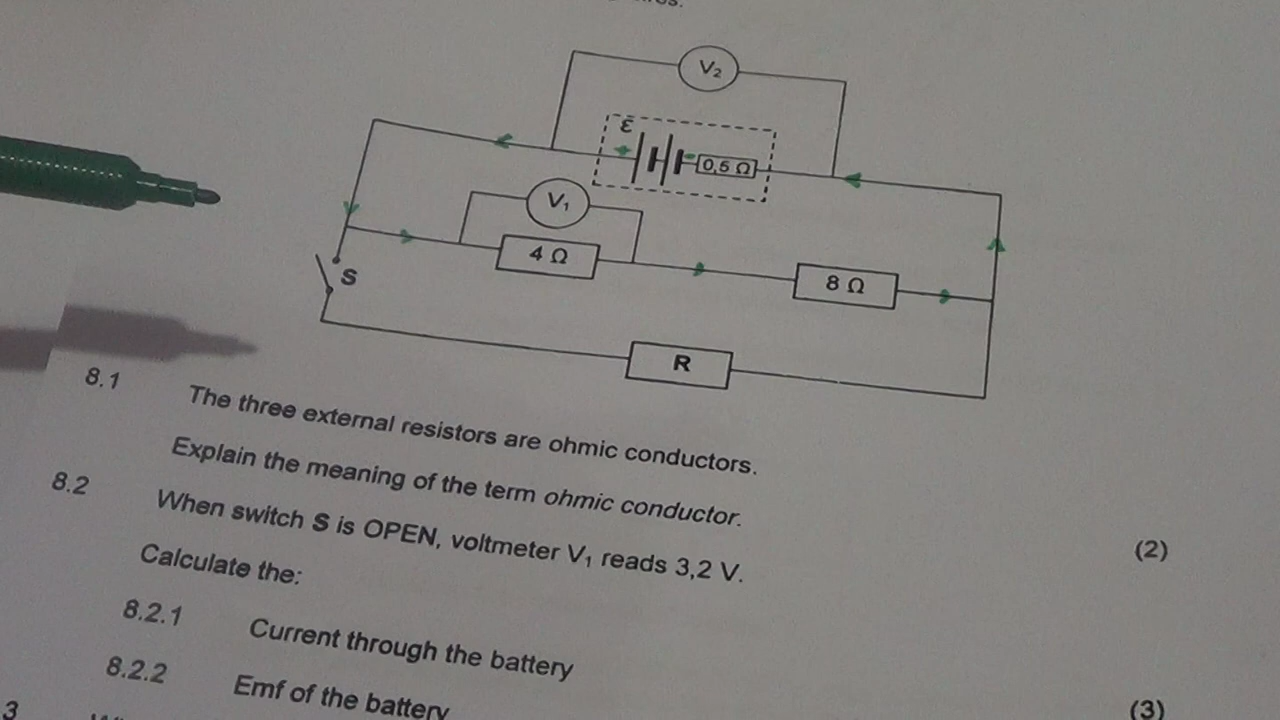 V₂
ε
0,5 Ω
V₁
4 Ω
8 Ω
S
R
8.1 The three external resistors are ohmic conductors.
Explain the meaning of the term ohmic conductor.
(2)
8.2 When switch S is OPEN, voltmeter V₁ reads 3,2 V.
Calculate the:
8.2.1 Current through the battery
(3)
8.2.2 Emf of the battery
3